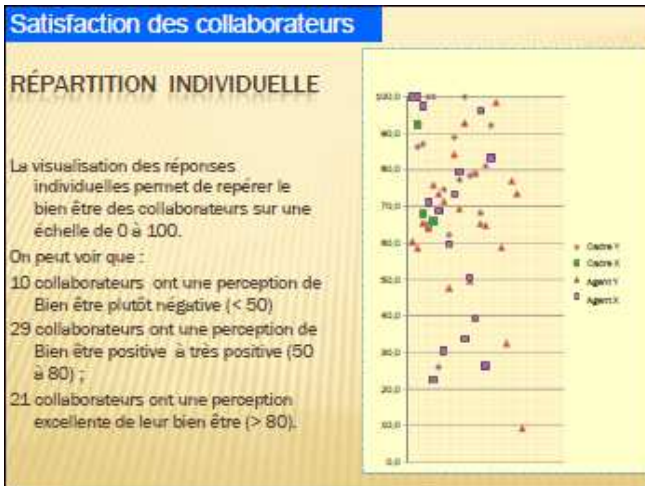 Satisfaction des collaborateurs
RÉPARTITION INDIVIDUELLE
La visualisation des réponses
individuelles permet de repérer le
bien être des collaborateurs sur une
échelle de 0 à 100.
On peut voir que :
10 collaborateurs ont une perception de
Bien être plutôt négative (< 50)
29 collaborateurs ont une perception de
Bien être positive à très positive (50
à 80) ;
21 collaborateurs ont une perception
excellente de leur bien être (> 80).
100,0
90,0
80,0
70,0
60,0
50,0
40,0
30,0
20,0
10,0
0,0
Cadre Y
Cadre X
Agent Y
Agent X